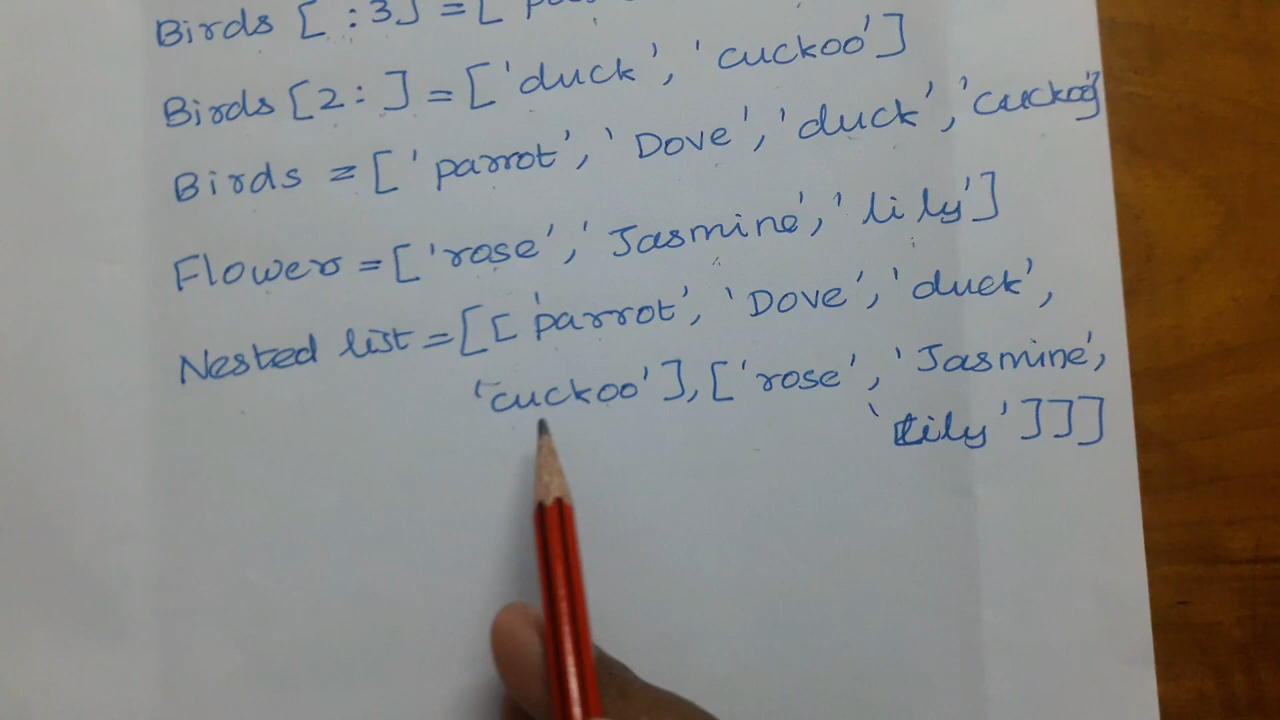 Birds [ :3] = [
Birds [2: ] = ['duck', 'cuckoo']
Birds = ['parrot', 'Dove', 'duck', 'cuckoo']
Flower = ['rose', 'Jasmine', 'lily']
Nested list = [['parrot', 'Dove', 'duck',
'cuckoo'], ['rose', 'Jasmine',
'Lily']]]